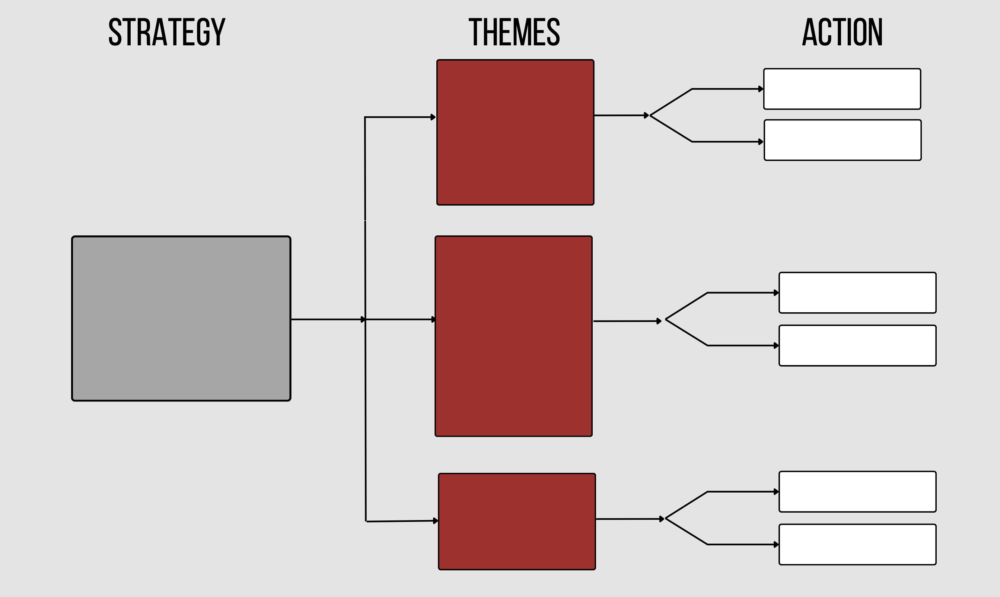 STRATEGY
THEMES
ACTION